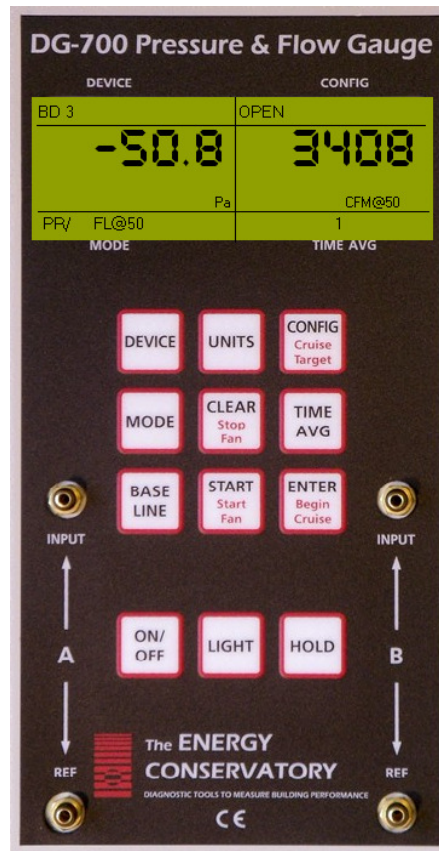 DG-700 Pressure & Flow Gauge
DEVICE CONFIG
BD 3 OPEN
-50.8 3408
Pa CFM@50
PR/ FL@50 1
MODE TIME AVG
DEVICE UNITS CONFIG
Cruise
Target
MODE CLEAR TIME
Stop AVG
Fan
BASE START ENTER
LINE Start Begin
Fan Cruise
INPUT INPUT
ON/ LIGHT HOLD
OFF
A B
The ENERGY
REF CONSERVATORY REF
DIAGNOSTIC TOOLS TO MEASURE BUILDING PERFORMANCE
CE